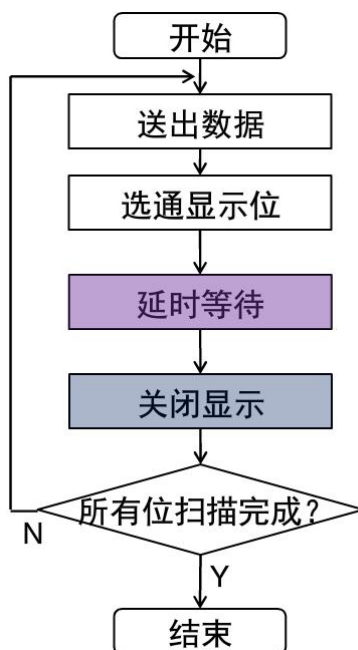 开始
送出数据
选通显示位
延时等待
关闭显示
所有位扫描完成？
N
Y
结束